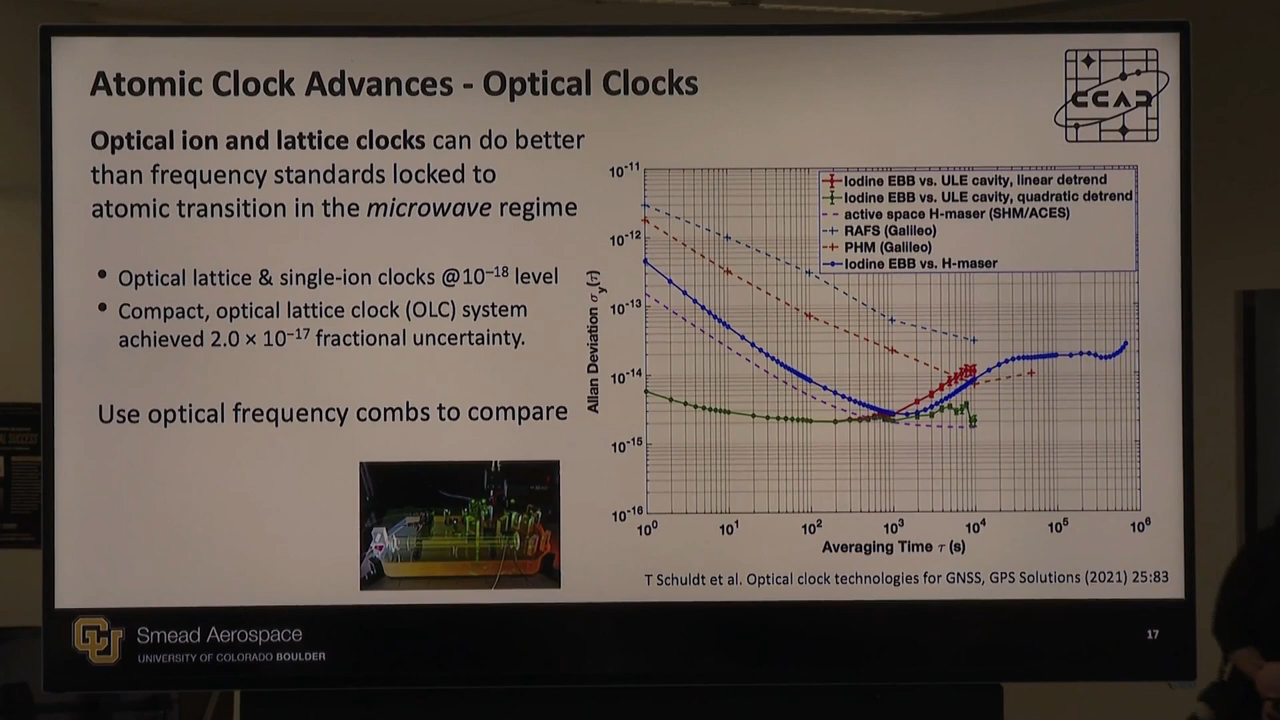 Atomic Clock Advances - Optical Clocks
CCAR
Optical ion and lattice clocks can do better
than frequency standards locked to
atomic transition in the microwave regime
• Optical lattice & single-ion clocks @10⁻¹⁸ level
• Compact, optical lattice clock (OLC) system
achieved 2.0 × 10⁻¹⁷ fractional uncertainty.
Use optical frequency combs to compare
Iodine EBB vs. ULE cavity, linear detrend
Iodine EBB vs. ULE cavity, quadratic detrend
active space H-maser (SHM/ACES)
RAFS (Galileo)
PHM (Galileo)
Iodine EBB vs. H-maser
Allan Deviation σy(τ)
10⁻¹¹
10⁻¹²
10⁻¹³
10⁻¹⁴
10⁻¹⁵
10⁻¹⁶
10⁰ 10¹ 10² 10³ 10⁴ 10⁵ 10⁶
Averaging Time τ (s)
T Schuldt et al. Optical clock technologies for GNSS, GPS Solutions (2021) 25:83
CU
Smead Aerospace
UNIVERSITY OF COLORADO BOULDER
17